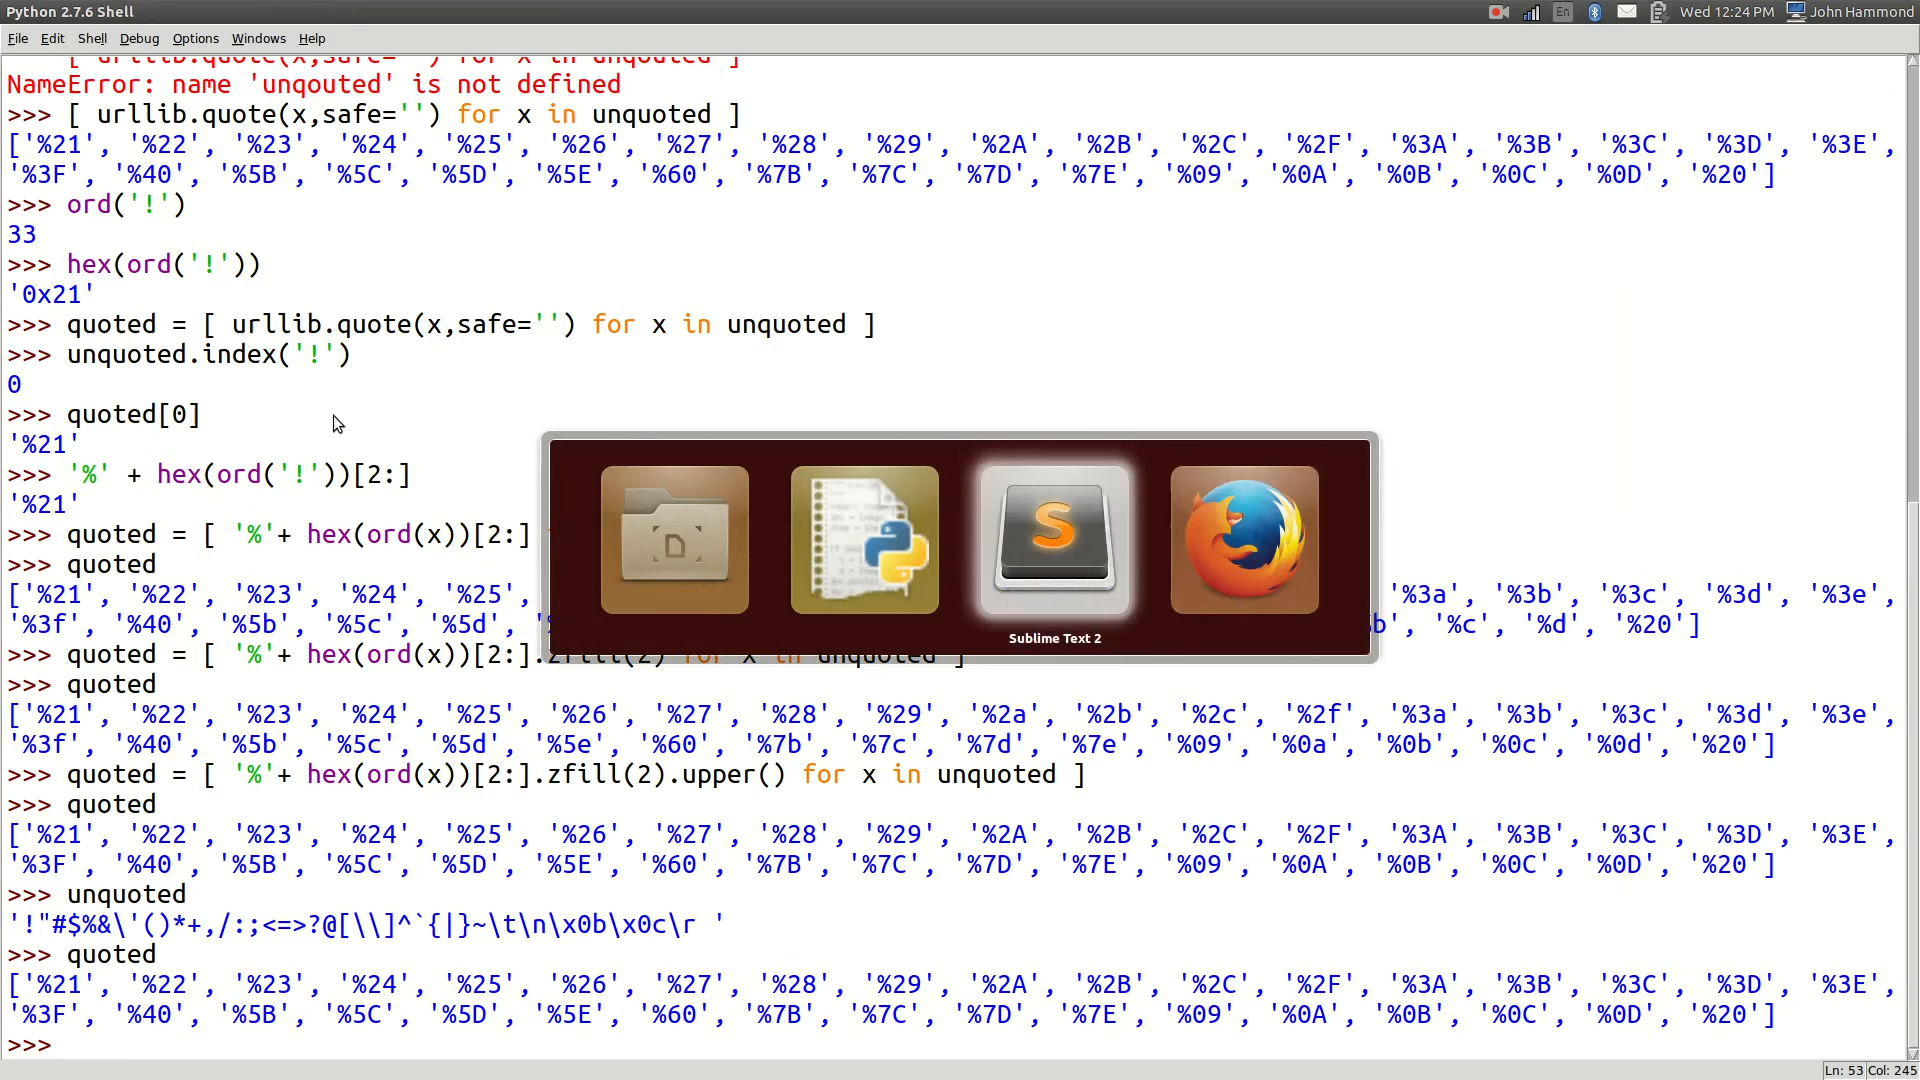 Python 2.7.6 Shell
En
Wed 12:24 PM
John Hammond
File Edit Shell Debug Options Windows Help
[ urllib.quote(x,safe='') for x in unqouted ]
NameError: name 'unqouted' is not defined
>>> [ urllib.quote(x,safe='') for x in unquoted ]
['%21', '%22', '%23', '%24', '%25', '%26', '%27', '%28', '%29', '%2A', '%2B', '%2C', '%2F', '%3A', '%3B', '%3C', '%3D', '%3E',
'%3F', '%40', '%5B', '%5C', '%5D', '%5E', '%60', '%7B', '%7C', '%7D', '%7E', '%09', '%0A', '%0B', '%0C', '%0D', '%20']
>>> ord('!')
33
>>> hex(ord('!'))
'0x21'
>>> quoted = [ urllib.quote(x,safe='') for x in unquoted ]
>>> unquoted.index('!')
0
>>> quoted[0]
'%21'
>>> '%' + hex(ord('!'))[2:]
'%21'
>>> quoted = [ '%'+ hex(ord(x))[2:]
>>> quoted
['%21', '%22', '%23', '%24', '%25', '%3a', '%3b', '%3c', '%3d', '%3e',
'%3f', '%40', '%5b', '%5c', '%5d', '%c', '%d', '%20']
Sublime Text 2
>>> quoted = [ '%'+ hex(ord(x))[2:].zfill(2) for x in unquoted ]
>>> quoted
['%21', '%22', '%23', '%24', '%25', '%26', '%27', '%28', '%29', '%2a', '%2b', '%2c', '%2f', '%3a', '%3b', '%3c', '%3d', '%3e',
'%3f', '%40', '%5b', '%5c', '%5d', '%5e', '%60', '%7b', '%7c', '%7d', '%7e', '%09', '%0a', '%0b', '%0c', '%0d', '%20']
>>> quoted = [ '%'+ hex(ord(x))[2:].zfill(2).upper() for x in unquoted ]
>>> quoted
['%21', '%22', '%23', '%24', '%25', '%26', '%27', '%28', '%29', '%2A', '%2B', '%2C', '%2F', '%3A', '%3B', '%3C', '%3D', '%3E',
'%3F', '%40', '%5B', '%5C', '%5D', '%5E', '%60', '%7B', '%7C', '%7D', '%7E', '%09', '%0A', '%0B', '%0C', '%0D', '%20']
>>> unquoted
'!"#$%&\'()*+,/:;<=>?@[\\]^`{|}~\t\n\x0b\x0c\r '
>>> quoted
['%21', '%22', '%23', '%24', '%25', '%26', '%27', '%28', '%29', '%2A', '%2B', '%2C', '%2F', '%3A', '%3B', '%3C', '%3D', '%3E',
'%3F', '%40', '%5B', '%5C', '%5D', '%5E', '%60', '%7B', '%7C', '%7D', '%7E', '%09', '%0A', '%0B', '%0C', '%0D', '%20']
>>>
Ln: 53 Col: 245